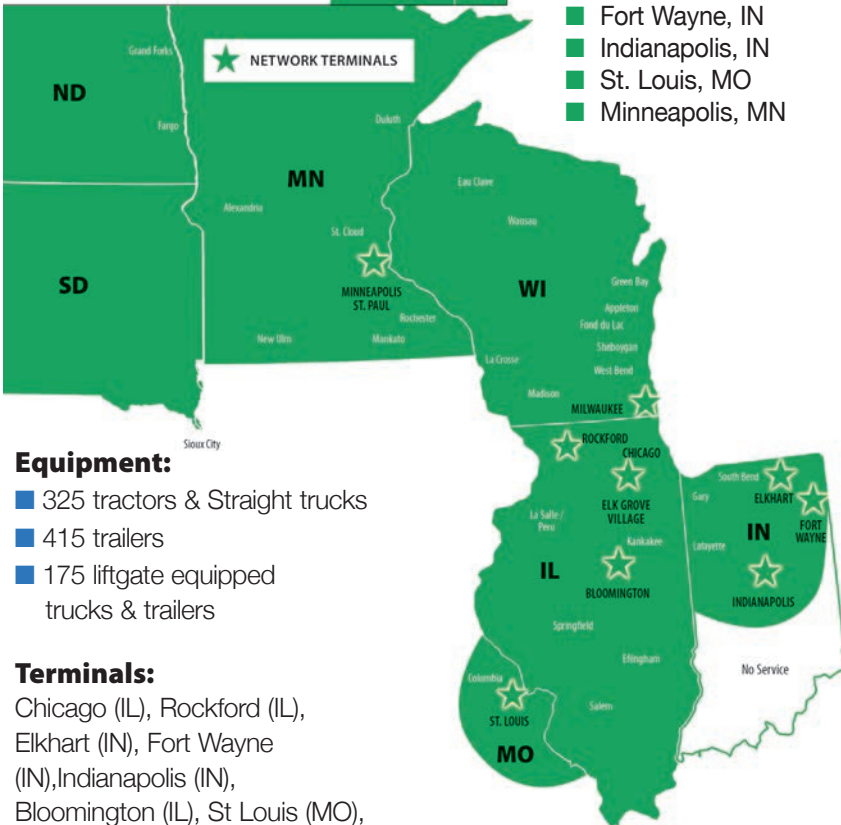 Fort Wayne, IN
Indianapolis, IN
St. Louis, MO
Minneapolis, MN
NETWORK TERMINALS
Grand Forks
ND
Fargo
Duluth
MN
Alexandria
St. Cloud
MINNEAPOLIS
ST. PAUL
Rochester
New Ulm
Mankato
SD
Sioux City
Eau Claire
Wausau
WI
Green Bay
Appleton
Fond du Lac
Sheboygan
West Bend
La Crosse
Madison
MILWAUKEE
ROCKFORD
CHICAGO
ELK GROVE
VILLAGE
La Salle /
Peru
Kankakee
IL
BLOOMINGTON
Springfield
Effingham
Salem
South Bend
ELKHART
Gary
FORT
WAYNE
IN
Lafayette
INDIANAPOLIS
No Service
Columbia
ST. LOUIS
MO
Equipment:
325 tractors & Straight trucks
415 trailers
175 liftgate equipped
trucks & trailers
Terminals:
Chicago (IL), Rockford (IL),
Elkhart (IN), Fort Wayne
(IN),Indianapolis (IN),
Bloomington (IL), St Louis (MO),